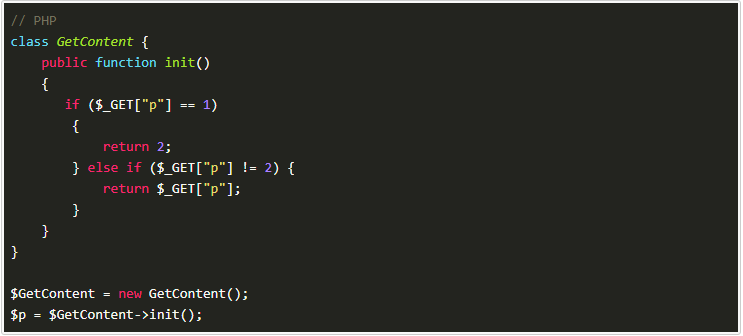 // PHP
class GetContent {
    public function init()
    {
       if ($_GET["p"] == 1)
        {
            return 2;
        } else if ($_GET["p"] != 2) {
            return $_GET["p"];
        }
    }
}

$GetContent = new GetContent();
$p = $GetContent->init();